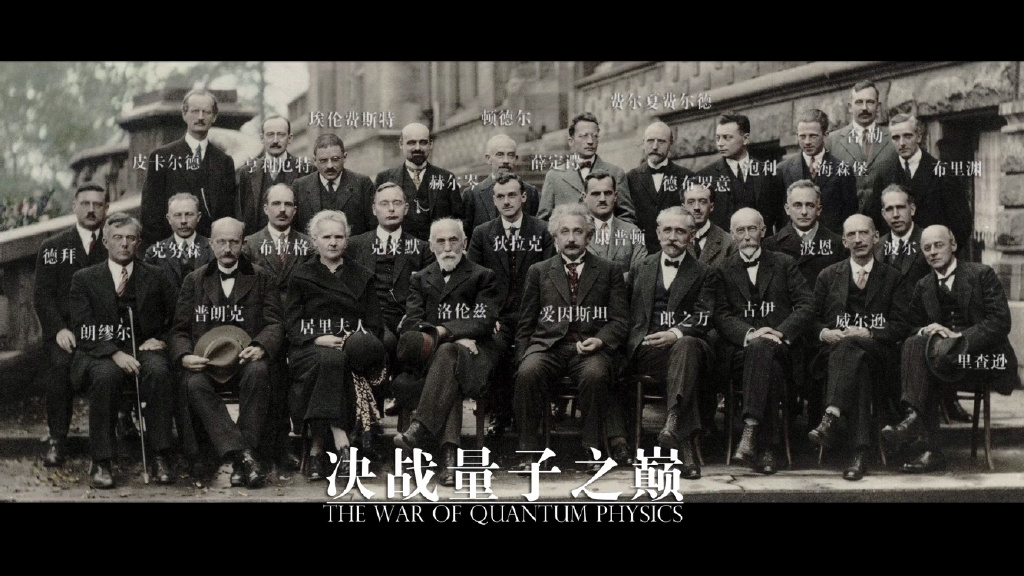 费尔夏费尔德
埃伦费斯特
顿德尔
否勒
皮卡尔德
亨利厄特
赫尔岑
薛定谔
德布罗意
泡利
海森堡
布里渊
德拜
克努森
布拉格
克莱默
狄拉克
康普顿
波恩
波尔
朗缪尔
普朗克
居里夫人
洛伦兹
爱因斯坦
郎之万
古伊
威尔逊
里查逊
决战量子之巅
THE WAR OF QUANTUM PHYSICS